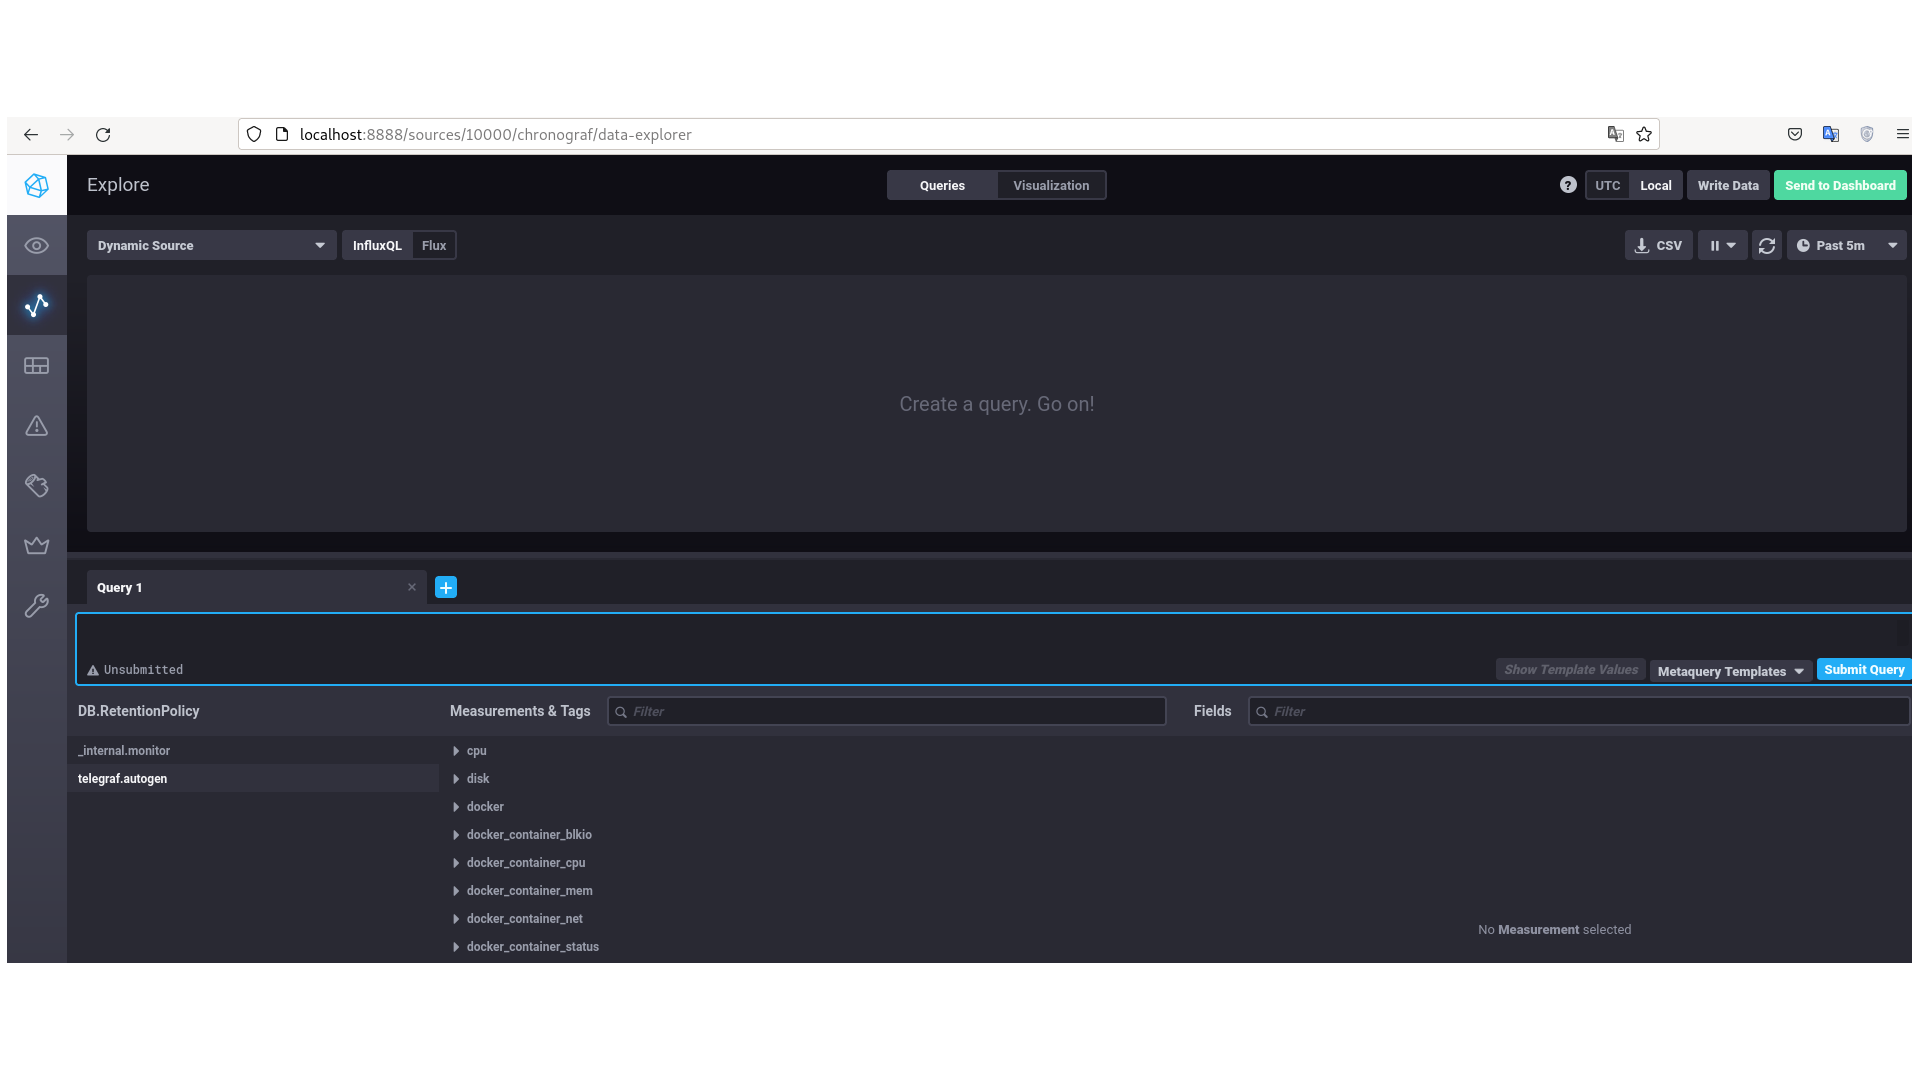 localhost:8888/sources/10000/chronograf/data-explorer
Explore
Queries
Visualization
UTC
Local
Write Data
Send to Dashboard
Dynamic Source
InfluxQL
Flux
CSV
Past 5m
Create a query. Go on!
Query 1
Unsubmitted
Show Template Values
Metaquery Templates
Submit Query
DB.RetentionPolicy
Measurements & Tags
Filter
Fields
Filter
_internal.monitor
telegraf.autogen
cpu
disk
docker
docker_container_blkio
docker_container_cpu
docker_container_mem
docker_container_net
docker_container_status
No Measurement selected